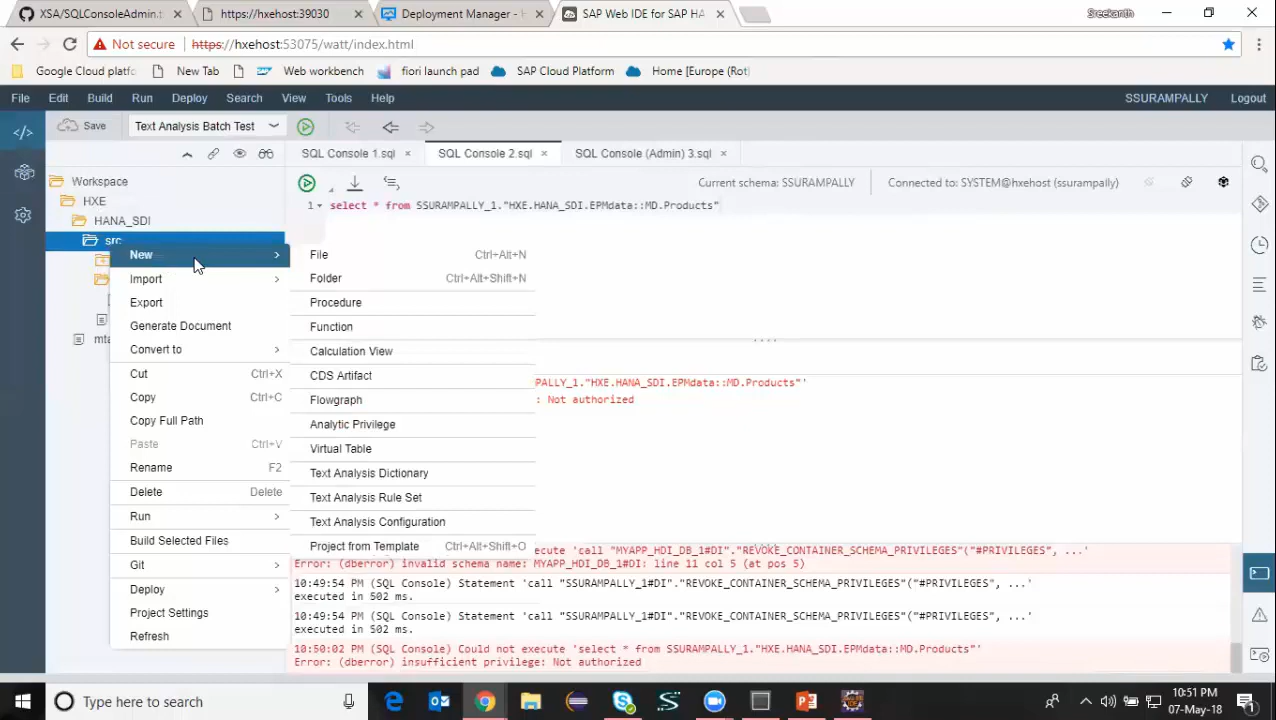 XSA/SQLConsoleAdmin.t
https://hxehost:39030
Deployment Manager - H
SAP Web IDE for SAP HA
Sreekanth
Not secure https://hxehost:53075/watt/index.html
Google Cloud platfo New Tab Web workbench fiori launch pad SAP Cloud Platform Home [Europe (Rot
File Edit Build Run Deploy Search View Tools Help SSURAMPALLY Logout
Save Text Analysis Batch Test
SQL Console 1.sql SQL Console 2.sql SQL Console (Admin) 3.sql
Workspace
Current schema: SSURAMPALLY Connected to: SYSTEM@hxehost (ssurampally)
HXE
1 select * from SSURAMPALLY_1."HXE.HANA_SDI.EPMdata::MD.Products"
HANA_SDI
src
mta
New
Import
Export
Generate Document
Convert to
Cut Ctrl+X
Copy Ctrl+C
Copy Full Path
Paste Ctrl+V
Rename F2
Delete Delete
Run
Build Selected Files
Git
Deploy
Project Settings
Refresh
File Ctrl+Alt+N
Folder Ctrl+Alt+Shift+N
Procedure
Function
Calculation View
CDS Artifact
Flowgraph
Analytic Privilege
Virtual Table
Text Analysis Dictionary
Text Analysis Rule Set
Text Analysis Configuration
Project from Template Ctrl+Alt+Shift+O
PALLY_1."HXE.HANA_SDI.EPMdata::MD.Products"'
: Not authorized
ecute 'call "MYAPP_HDI_DB_1#DI"."REVOKE_CONTAINER_SCHEMA_PRIVILEGES"("#PRIVILEGES", ...'
Error: (dberror) invalid schema name: MYAPP_HDI_DB_1#DI: line 11 col 5 (at pos 5)
10:49:54 PM (SQL Console) Statement 'call "SSURAMPALLY_1#DI"."REVOKE_CONTAINER_SCHEMA_PRIVILEGES"("#PRIVILEGES", ...'
executed in 502 ms.
10:49:54 PM (SQL Console) Statement 'call "SSURAMPALLY_1#DI"."REVOKE_CONTAINER_SCHEMA_PRIVILEGES"("#PRIVILEGES", ...'
executed in 502 ms.
10:50:02 PM (SQL Console) Could not execute 'select * from SSURAMPALLY_1."HXE.HANA_SDI.EPMdata::MD.Products"'
Error: (dberror) insufficient privilege: Not authorized
Type here to search
10:51 PM
07-May-18